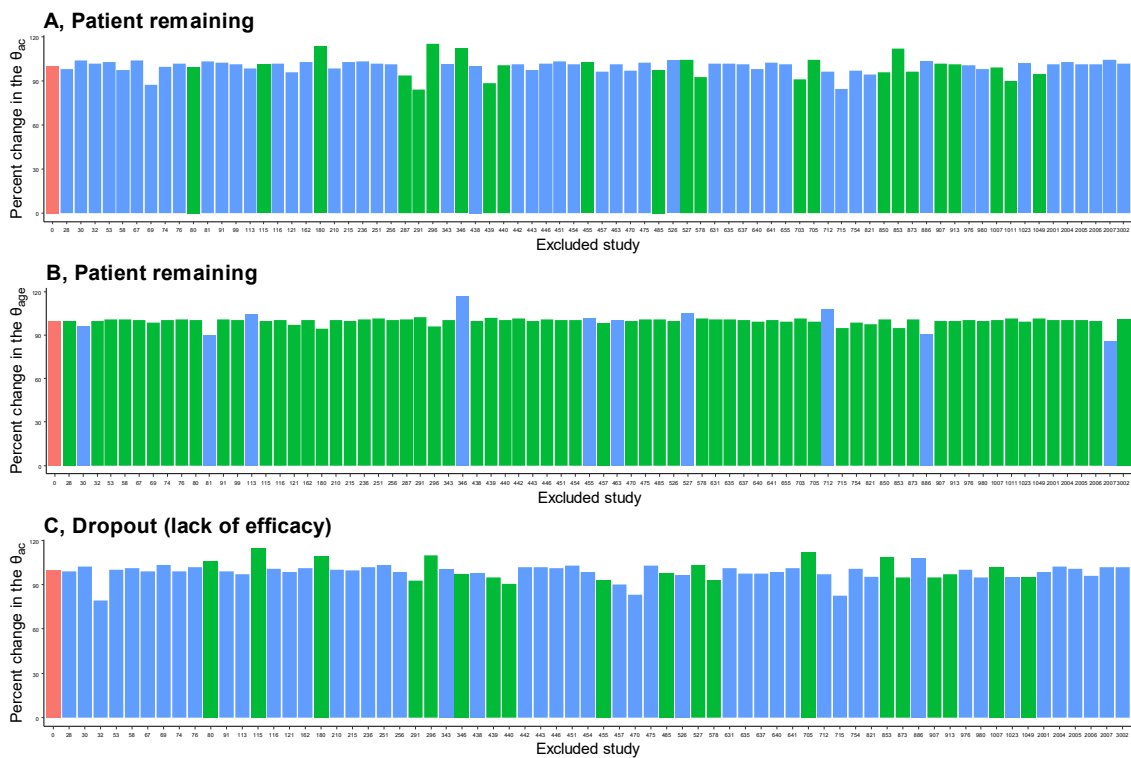 A, Patient remaining
Percent change in the θac
120
90
60
30
0
0 28 30 32 53 58 67 69 74 76 80 81 91 99 113 115 116 121 162 180 210 215 236 251 256 287 291 296 343 346 438 439 440 442 443 446 451 454 455 457 463 470 475 485 526 527 578 631 635 637 640 641 655 703 705 712 715 754 821 850 853 873 886 907 913 976 980 1007 1011 1023 1049 2001 2004 2005 2006 2007 3002
Excluded study
B, Patient remaining
Percent change in the θage
120
90
60
30
0
0 28 30 32 53 58 67 69 74 76 80 81 91 99 113 115 116 121 162 180 210 215 236 251 256 287 291 296 343 346 438 439 440 442 443 446 451 454 455 457 463 470 475 485 526 527 578 631 635 637 640 641 655 703 705 712 715 754 821 850 853 873 886 907 913 976 980 1007 1011 1023 1049 2001 2004 2005 2006 2007 3002
Excluded study
C, Dropout (lack of efficacy)
Percent change in the θac
120
90
60
30
0
0 28 30 32 53 58 67 69 74 76 80 91 113 115 116 121 162 180 210 215 236 251 256 291 296 343 346 438 439 440 442 443 446 451 454 455 457 470 475 485 526 527 578 631 635 637 640 641 705 712 715 754 821 853 873 886 907 913 976 980 1007 1023 1049 2001 2004 2005 2006 2007 3002
Excluded study